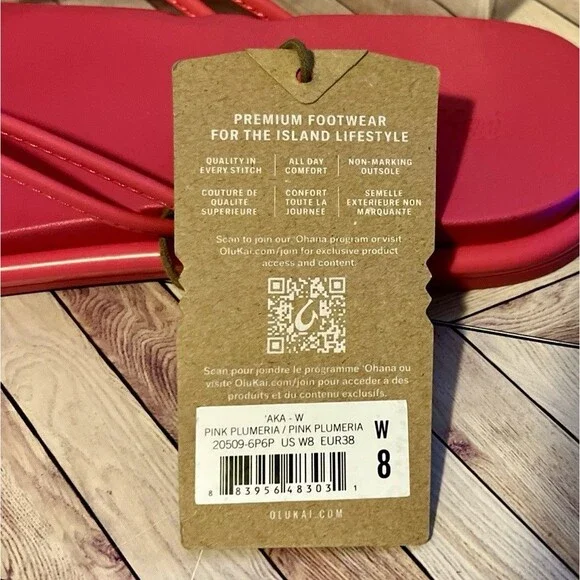 PREMIUM FOOTWEAR
FOR THE ISLAND LIFESTYLE
QUALITY IN
EVERY STITCH
ALL DAY
COMFORT
NON-MARKING
OUTSOLE
COUTURE DE
QUALITE
SUPERIEURE
CONFORT
TOUTE LA
JOURNÉE
SEMELLE
EXTERIEURE NON
MARQUANTE
Scan to join our 'Ohana program or visit
OluKai.com/join for exclusive product
access and content.
Scan pour joindre le programme 'Ohana ou
visite OluKai.com/join pour accéder a des
produits et du contenu exclusifs.
'AKA - W
PINK PLUMERIA / PINK PLUMERIA
20509-6P6P US W8 EUR38
W
8
8 83956 48303 1
OLUKAI.COM